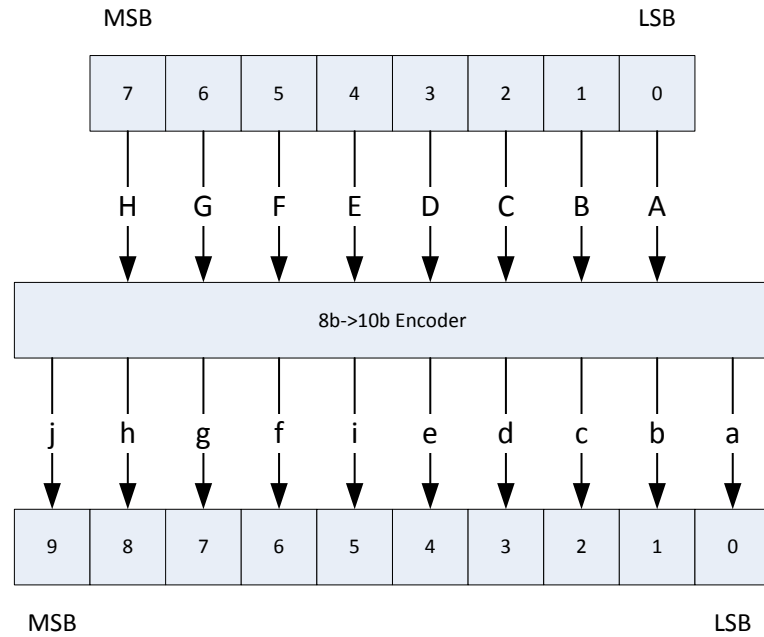 MSB LSB
7 6 5 4 3 2 1 0
H G F E D C B A
8b->10b Encoder
j h g f i e d c b a
9 8 7 6 5 4 3 2 1 0
MSB LSB